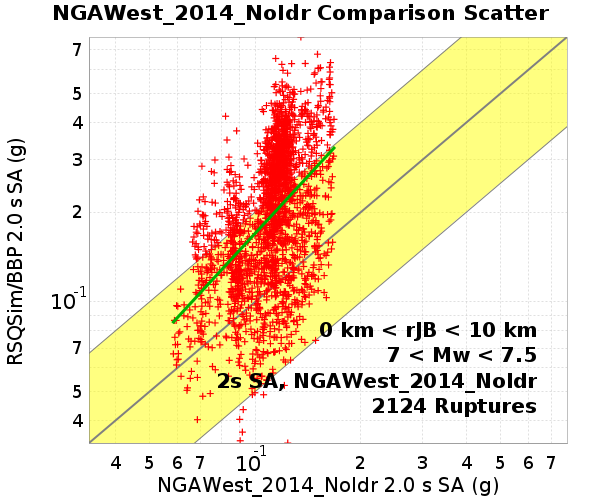 NGAWest_2014_NoIdr Comparison Scatter
7
5
4
3
2
10-1
7
5
4
RSQSim/BBP 2.0 s SA (g)
0 km < rJB < 10 km
7 < Mw < 7.5
2s SA, NGAWest_2014_NoIdr
2124 Ruptures
4 5 6 7 10-1 2 3 4 5 6 7
NGAWest_2014_NoIdr 2.0 s SA (g)